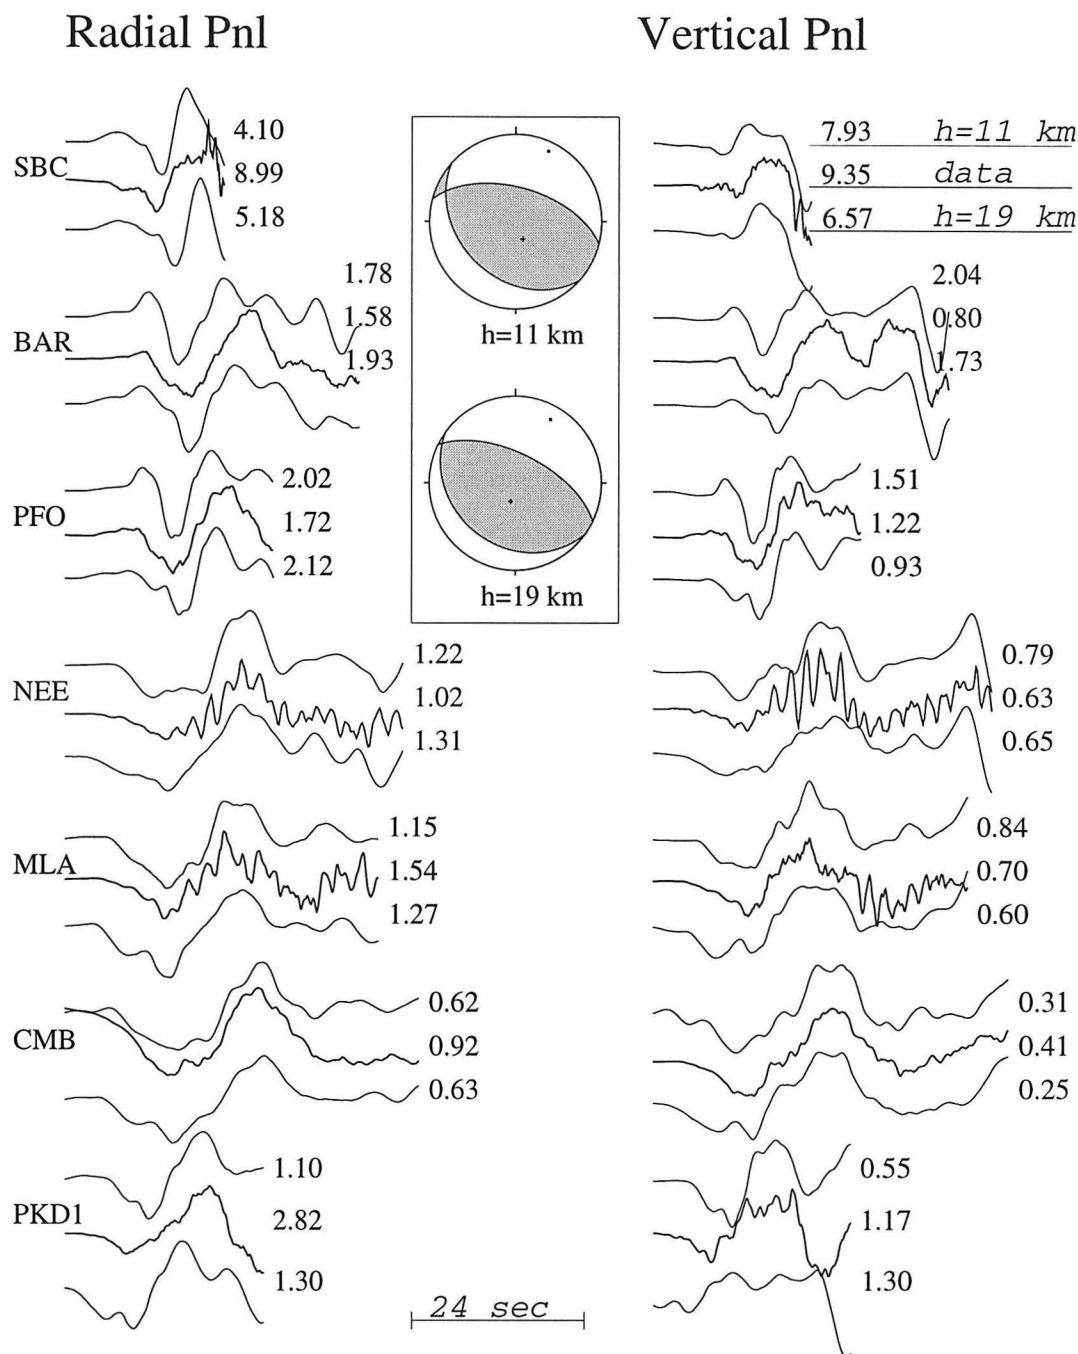 Radial Pnl
Vertical Pnl
SBC
4.10
8.99
5.18
7.93 h=11 km
9.35 data
6.57 h=19 km
BAR
1.78
1.58
1.93
2.04
0.80
1.73
h=11 km
PFO
2.02
1.72
2.12
1.51
1.22
0.93
h=19 km
NEE
1.22
1.02
1.31
0.79
0.63
0.65
MLA
1.15
1.54
1.27
0.84
0.70
0.60
CMB
0.62
0.92
0.63
0.31
0.41
0.25
PKD1
1.10
2.82
1.30
0.55
1.17
1.30
24 sec